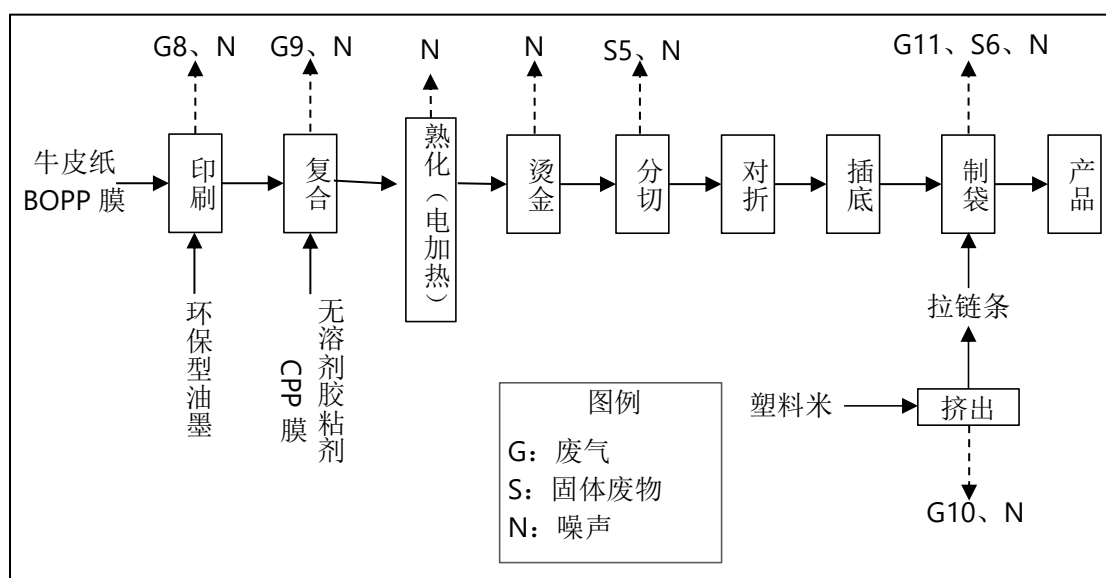 G8、N
G9、N
N
N
S5、N
G11、S6、N
牛皮纸
BOPP 膜
印刷
复合
熟化（电加热）
烫金
分切
对折
插底
制袋
产品
环保型油墨
无溶剂胶粘剂
CPP 膜
拉链条
塑料米
挤出
G10、N
图例
G：废气
S：固体废物
N：噪声